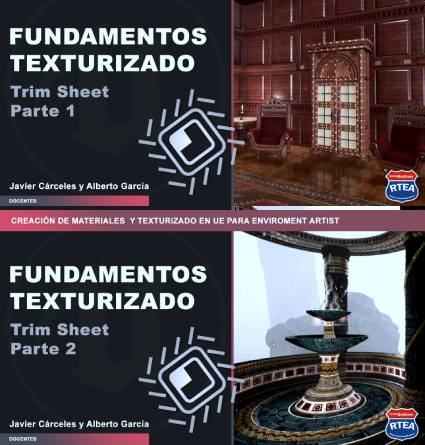 FUNDAMENTOS
TEXTURIZADO
Trim Sheet
Parte 1
Javier Cárceles y Alberto García
DOCENTES
RTEA
CREACIÓN DE MATERIALES Y TEXTURIZADO EN UE PARA ENVIROMENT ARTIST
FUNDAMENTOS
TEXTURIZADO
Trim Sheet
Parte 2
Javier Cárceles y Alberto García
DOCENTES
RTEA